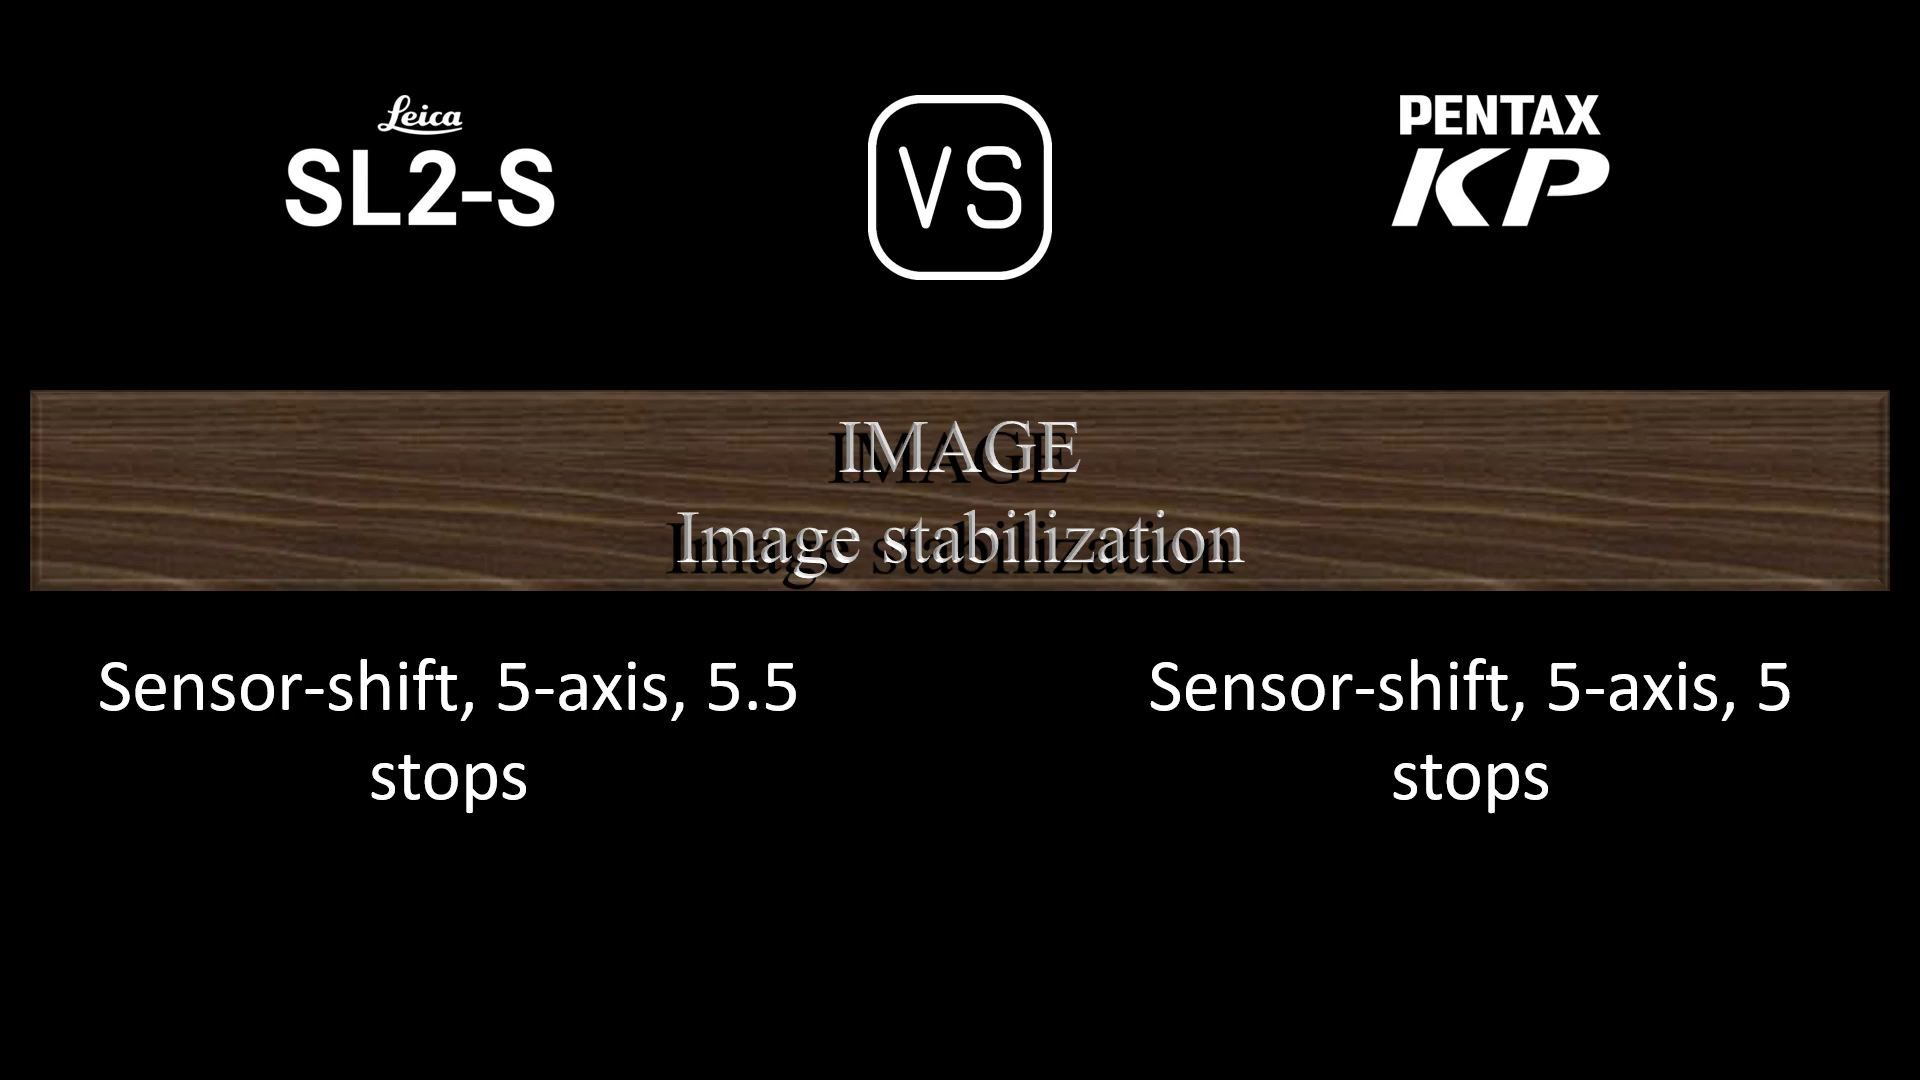 Leica
SL2-S
VS
PENTAX
KP
IMAGE
Image stabilization
Sensor-shift, 5-axis, 5.5
stops
Sensor-shift, 5-axis, 5
stops